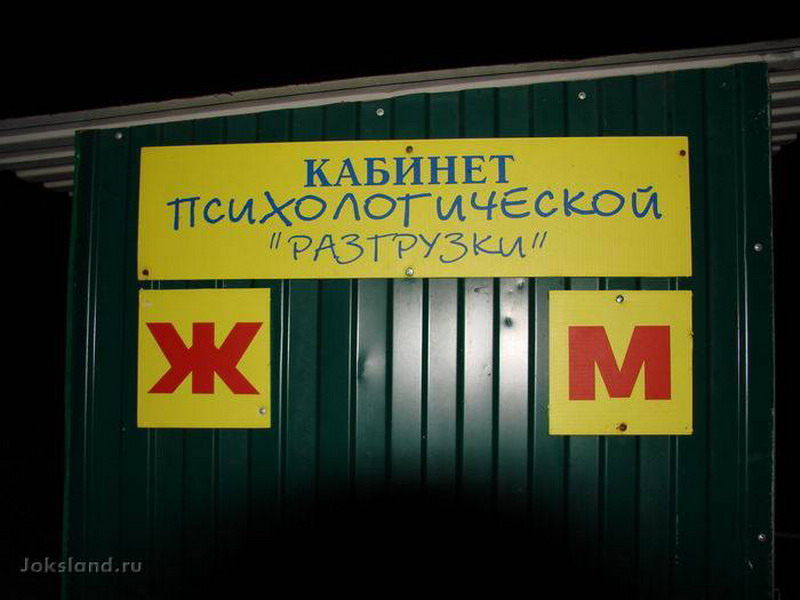 КАБИНЕТ
ПСИХОЛОГИЧЕСКОЙ
"РАЗГРУЗКИ"
Ж М
Joksland.ru